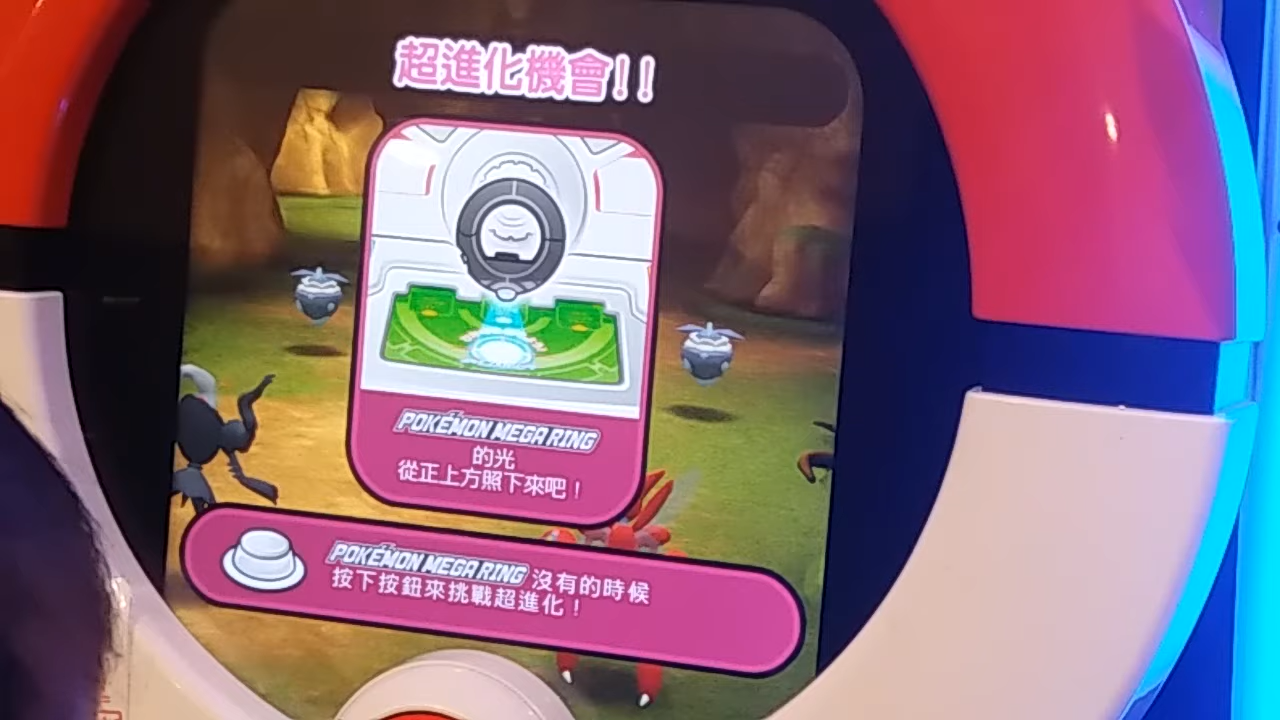 超進化機會!!
POKÉMON MEGA RING
的光
從正上方照下來吧!
POKÉMON MEGA RING 沒有的時候
按下按鈕來挑戰超進化!